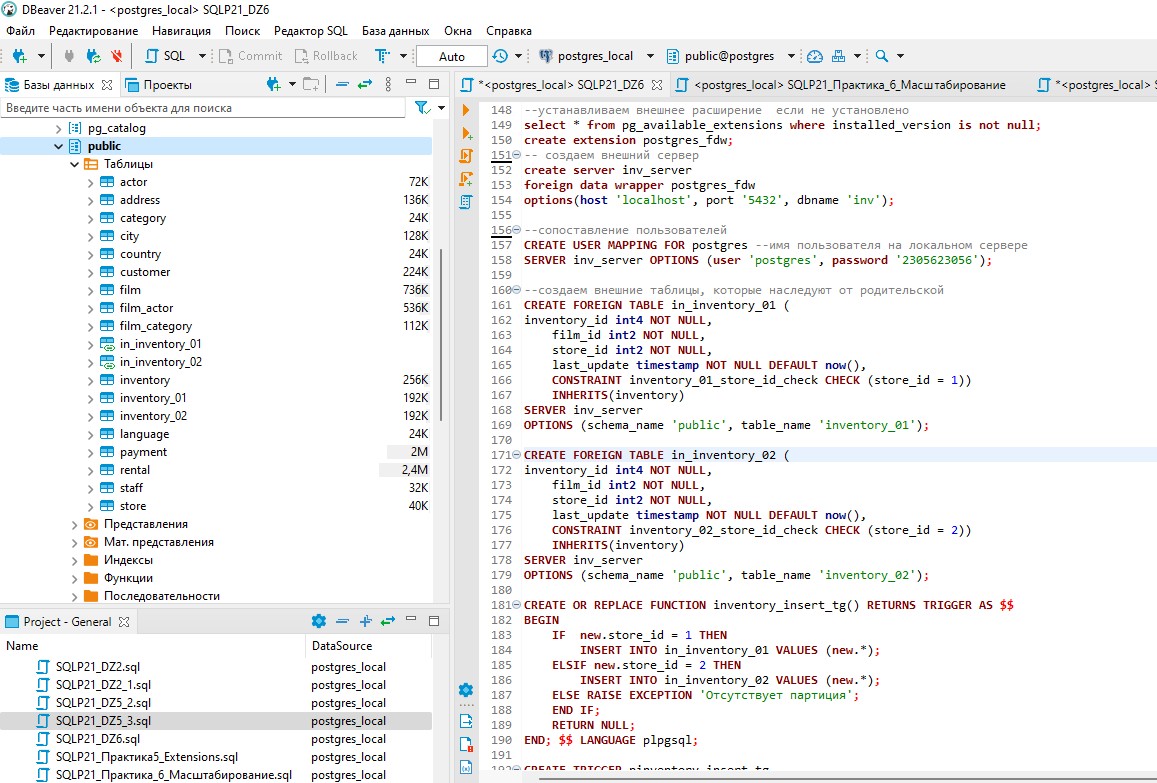 DBeaver 21.2.1 - <postgres_local> SQLP21_DZ6
Файл Редактирование Навигация Поиск Редактор SQL База данных Окна Справка
SQL Commit Rollback Auto postgres_local public@postgres
Базы данных Проекты
*<postgres_local> SQLP21_DZ6 <postgres_local> SQLP21_Практика_6_Масштабирование *<postgres_local>
Введите часть имени объекта для поиска
pg_catalog
public
Таблицы
actor 72K
address 136K
category 24K
city 128K
country 24K
customer 224K
film 736K
film_actor 536K
film_category 112K
in_inventory_01
in_inventory_02
inventory 256K
inventory_01 192K
inventory_02 192K
language 24K
payment 2M
rental 2,4M
staff 32K
store 40K
Представления
Мат. представления
Индексы
Функции
Последовательности
Project - General
Name DataSource
SQLP21_DZ2.sql postgres_local
SQLP21_DZ2_1.sql postgres_local
SQLP21_DZ5_2.sql postgres_local
SQLP21_DZ5_3.sql postgres_local
SQLP21_DZ6.sql postgres_local
SQLP21_Практика5_Extensions.sql postgres_local
SQLP21_Практика_6_Масштабирование.sql postgres_local
148 --устанавливаем внешнее расширение  если не установлено
149 select * from pg_available_extensions where installed_version is not null;
150 create extension postgres_fdw;
151 -- создаем внешний сервер
152 create server inv_server
153 foreign data wrapper postgres_fdw
154 options(host 'localhost', port '5432', dbname 'inv');
155
156 --сопоставление пользователей
157 CREATE USER MAPPING FOR postgres --имя пользователя на локальном сервере
158 SERVER inv_server OPTIONS (user 'postgres', password '2305623056');
159
160 --создаем внешние таблицы, которые наследуют от родительской
161 CREATE FOREIGN TABLE in_inventory_01 (
162 inventory_id int4 NOT NULL,
163     film_id int2 NOT NULL,
164     store_id int2 NOT NULL,
165     last_update timestamp NOT NULL DEFAULT now(),
166     CONSTRAINT inventory_01_store_id_check CHECK (store_id = 1))
167     INHERITS(inventory)
168 SERVER inv_server
169 OPTIONS (schema_name 'public', table_name 'inventory_01');
170
171 CREATE FOREIGN TABLE in_inventory_02 (
172 inventory_id int4 NOT NULL,
173     film_id int2 NOT NULL,
174     store_id int2 NOT NULL,
175     last_update timestamp NOT NULL DEFAULT now(),
176     CONSTRAINT inventory_02_store_id_check CHECK (store_id = 2))
177     INHERITS(inventory)
178 SERVER inv_server
179 OPTIONS (schema_name 'public', table_name 'inventory_02');
180
181 CREATE OR REPLACE FUNCTION inventory_insert_tg() RETURNS TRIGGER AS $$
182 BEGIN
183     IF  new.store_id = 1 THEN
184         INSERT INTO in_inventory_01 VALUES (new.*);
185     ELSIF new.store_id = 2 THEN
186         INSERT INTO in_inventory_02 VALUES (new.*);
187     ELSE RAISE EXCEPTION 'Отсутствует партиция';
188     END IF;
189     RETURN NULL;
190 END; $$ LANGUAGE plpgsql;
191
192 CREATE TRIGGER